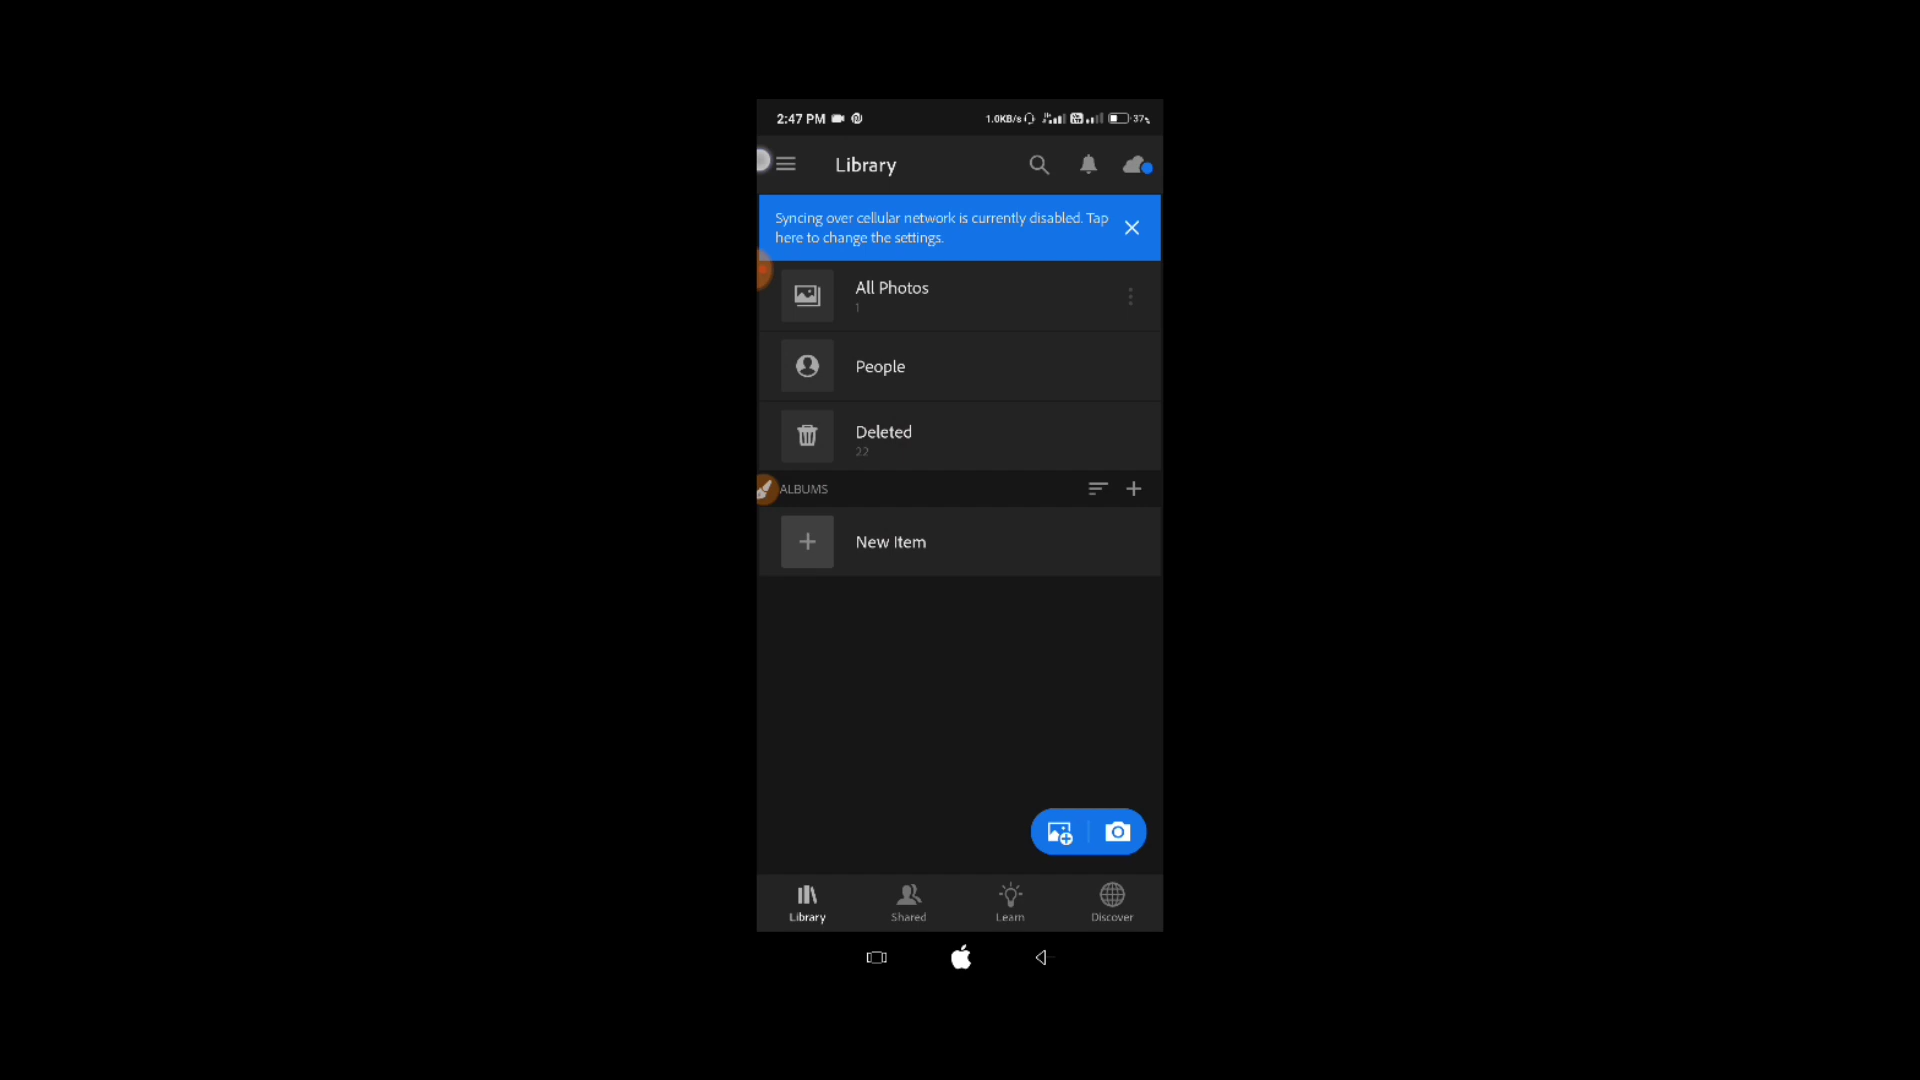 2:47 PM
1.0KB/s
37%
Library
Syncing over cellular network is currently disabled. Tap
here to change the settings.
All Photos
1
People
Deleted
22
ALBUMS
New Item
Library
Shared
Learn
Discover